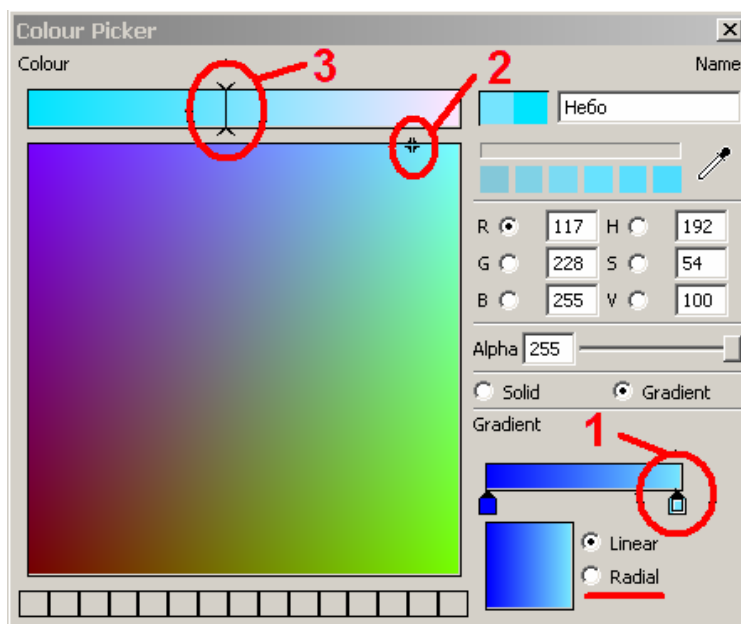 Colour Picker
Colour
3
2
Name
Небо
R 117 H 192
G 228 S 54
B 255 V 100
Alpha 255
Solid Gradient
Gradient
1
Linear
Radial